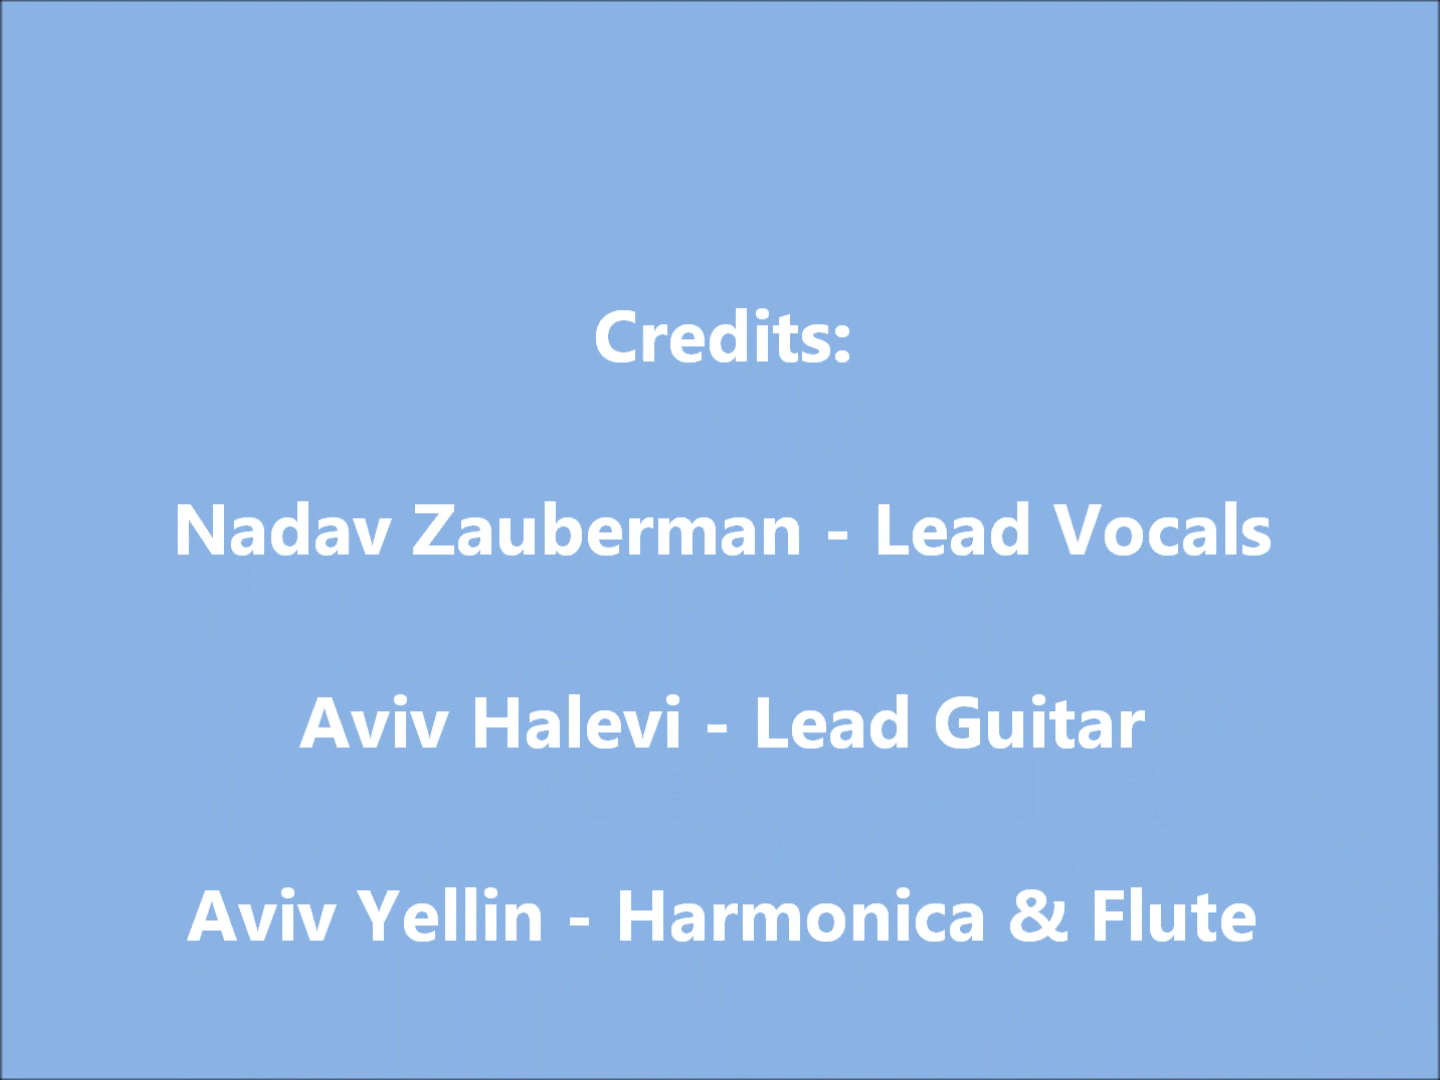 Credits:
Nadav Zauberman - Lead Vocals
Aviv Halevi - Lead Guitar
Aviv Yellin - Harmonica & Flute